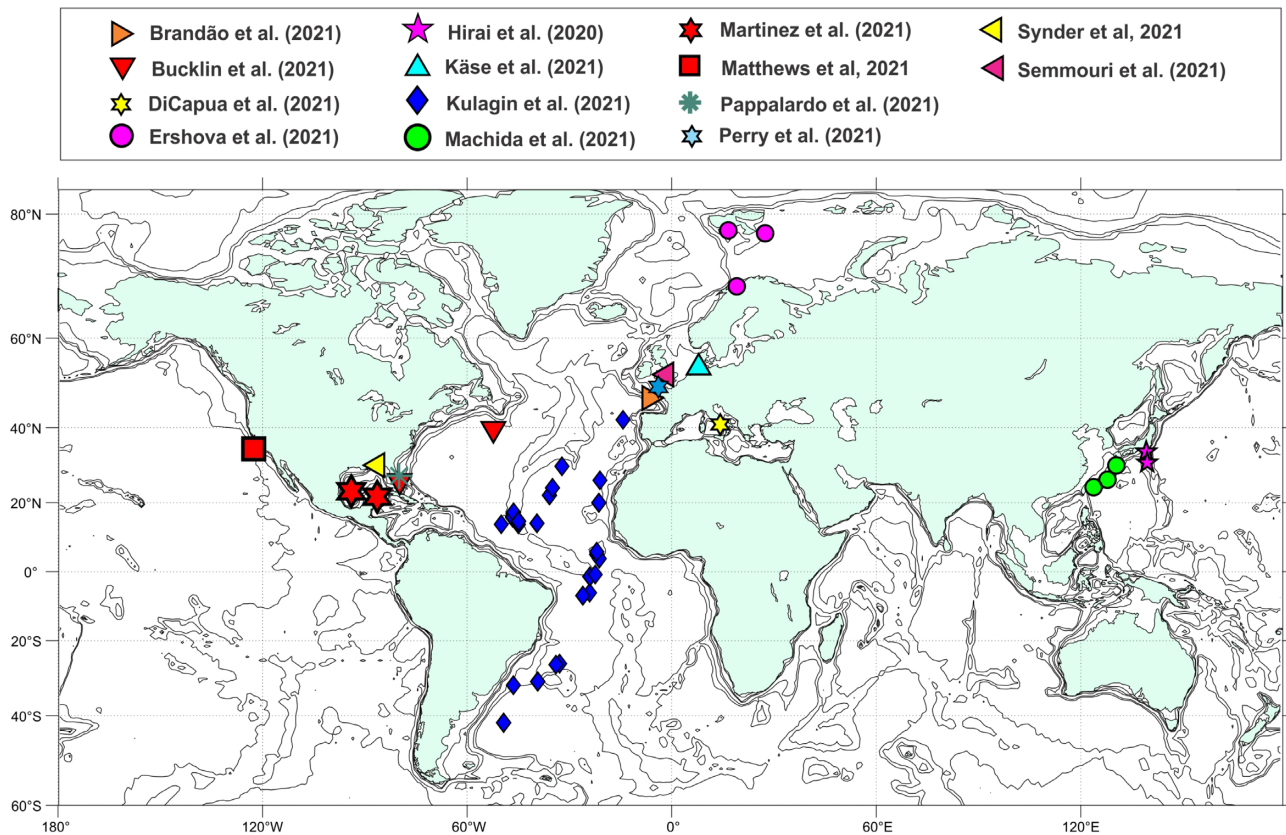 Brandão et al. (2021)
Hirai et al. (2020)
Martinez et al. (2021)
Synder et al, 2021
Bucklin et al. (2021)
Käse et al. (2021)
Matthews et al, 2021
Semmouri et al. (2021)
DiCapua et al. (2021)
Kulagin et al. (2021)
Pappalardo et al. (2021)
Ershova et al. (2021)
Machida et al. (2021)
Perry et al. (2021)
80°N
60°N
40°N
20°N
0°
20°S
40°S
60°S
180°
120°W
60°W
0°
60°E
120°E